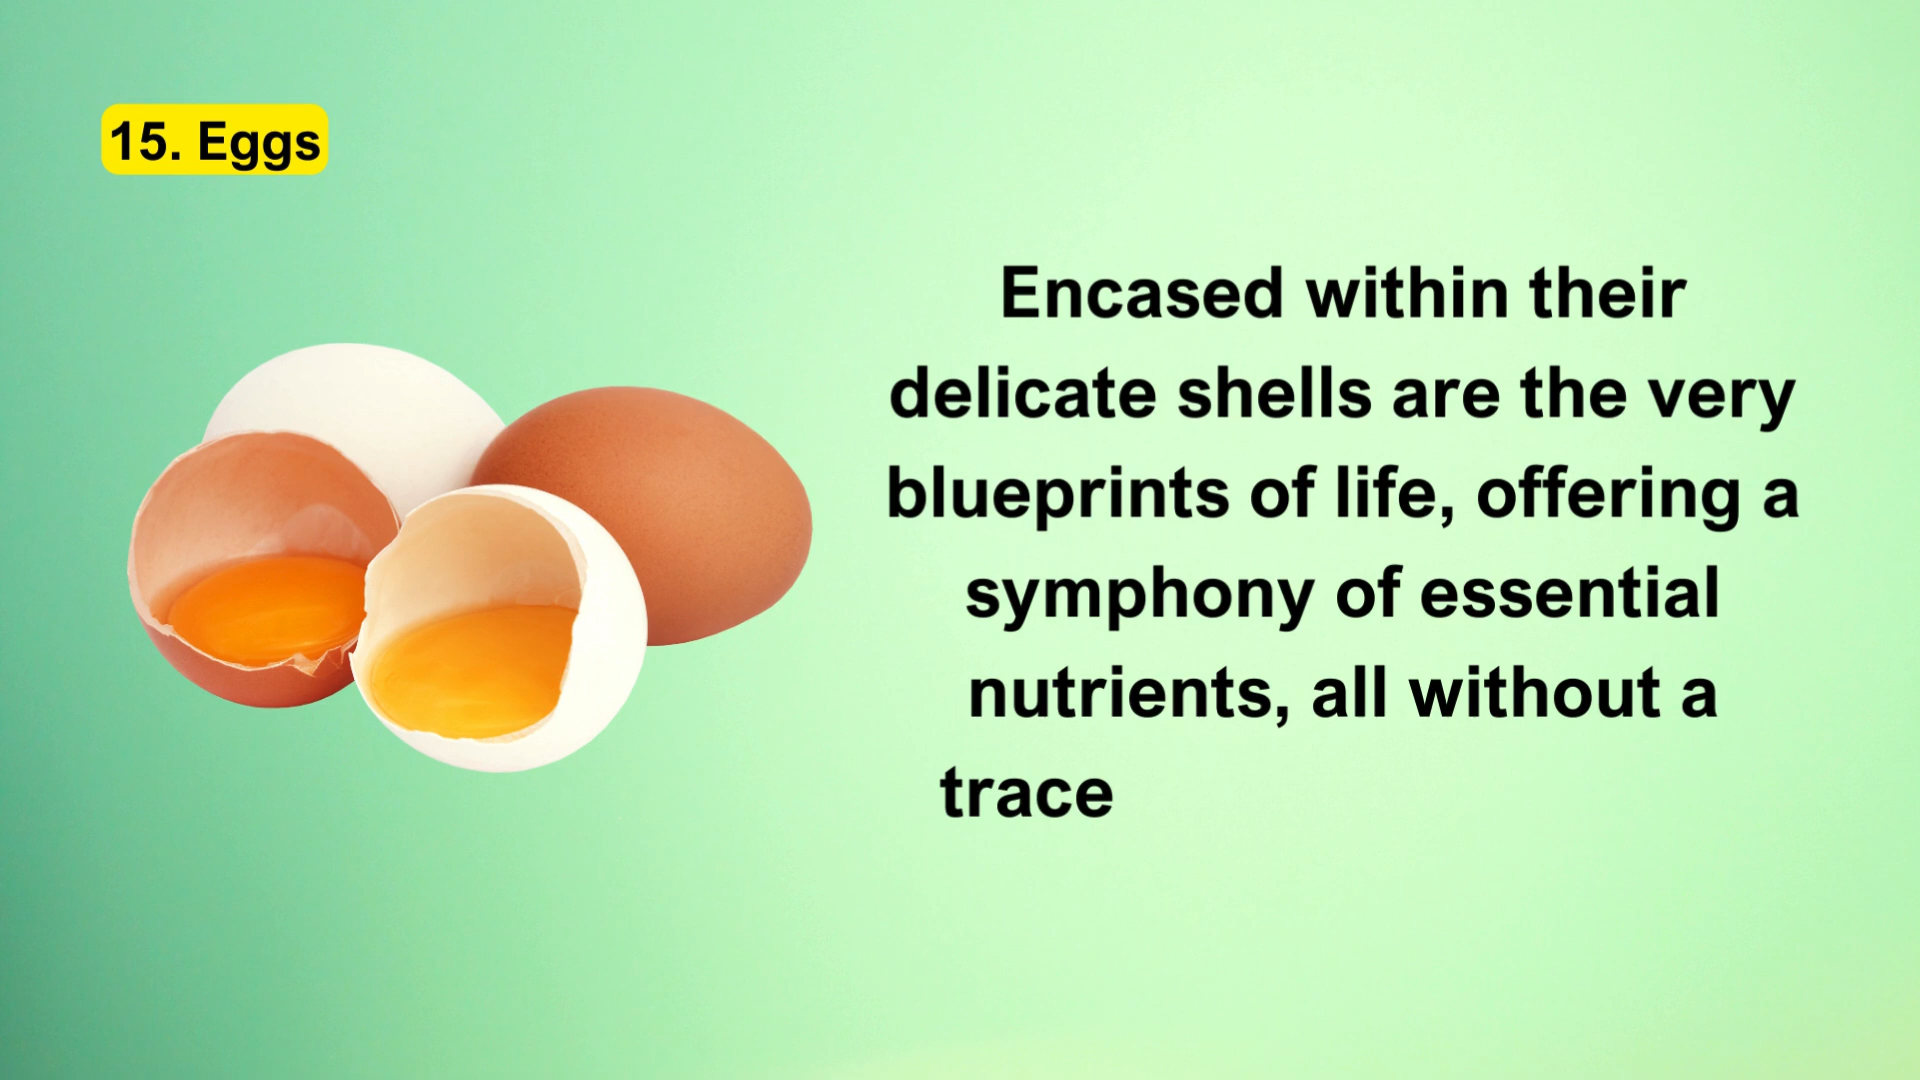 15. Eggs
Encased within their
delicate shells are the very
blueprints of life, offering a
symphony of essential
nutrients, all without a
trace